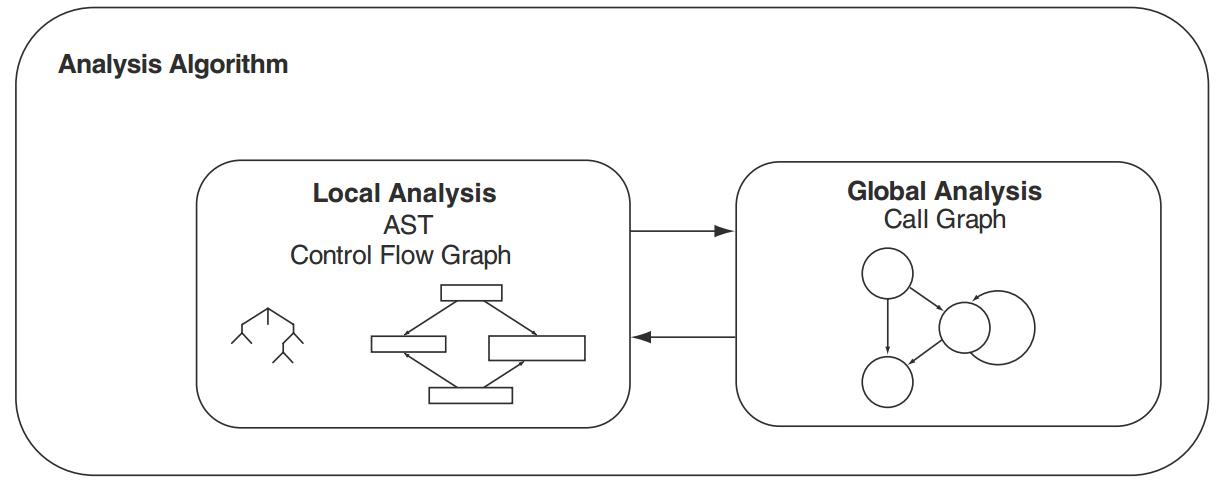 Analysis Algorithm
Local Analysis
AST
Control Flow Graph
Global Analysis
Call Graph